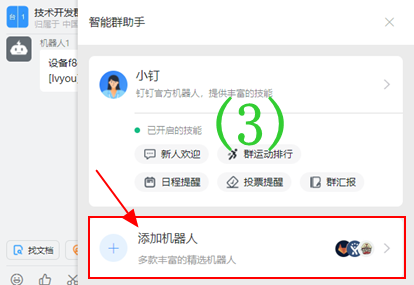 台 1
技术开发群
归属于 中国
机器人1
设备f8
[lvyou
找文档
智能群助手
小钉
钉钉官方机器人，提供丰富的技能
(3)
已开启的技能
新人欢迎 群运动排行
日程提醒 投票提醒 群汇报
添加机器人
多款丰富的精选机器人